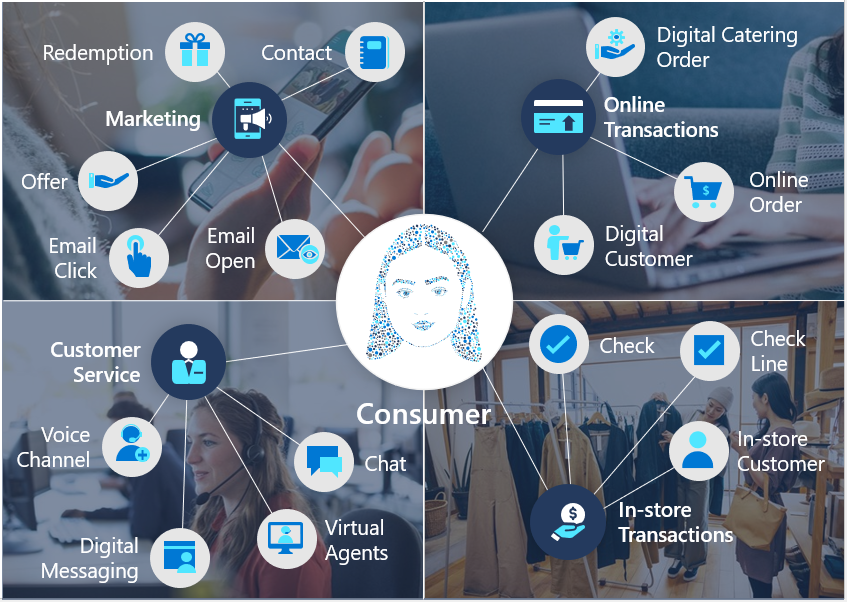 Redemption
Contact
Marketing
Offer
Email
Click
Email
Open
Digital Catering
Order
Online
Transactions
Online
Order
Digital
Customer
Consumer
Customer
Service
Voice
Channel
Chat
Digital
Messaging
Virtual
Agents
Check
Check
Line
In-store
Customer
In-store
Transactions